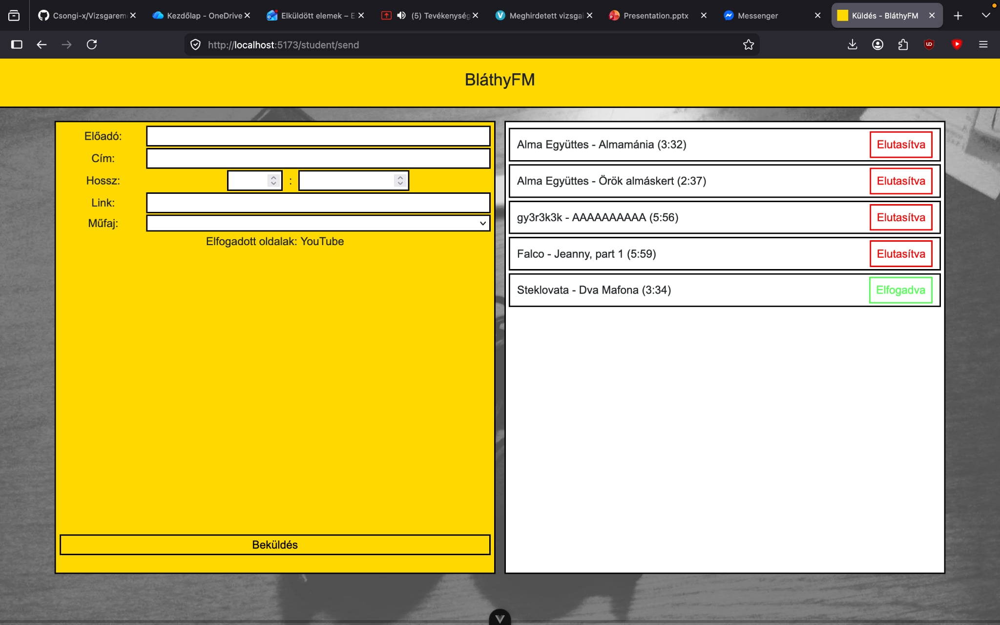 Csongi-x/Vizsgarem
Kezdőlap - OneDrive
Elküldött elemek – E
(5) Tevékenység
Meghirdetett vizsgai
Presentation.pptx
Messenger
Küldés - BláthyFM
http://localhost:5173/student/send
BláthyFM
Előadó:
Cím:
Hossz:
:
Link:
Műfaj:
Elfogadott oldalak: YouTube
Beküldés
Alma Együttes - Almamánia (3:32)
Elutasítva
Alma Együttes - Örök almáskert (2:37)
Elutasítva
gy3r3k3k - AAAAAAAAAA (5:56)
Elutasítva
Falco - Jeanny, part 1 (5:59)
Elutasítva
Steklovata - Dva Mafona (3:34)
Elfogadva